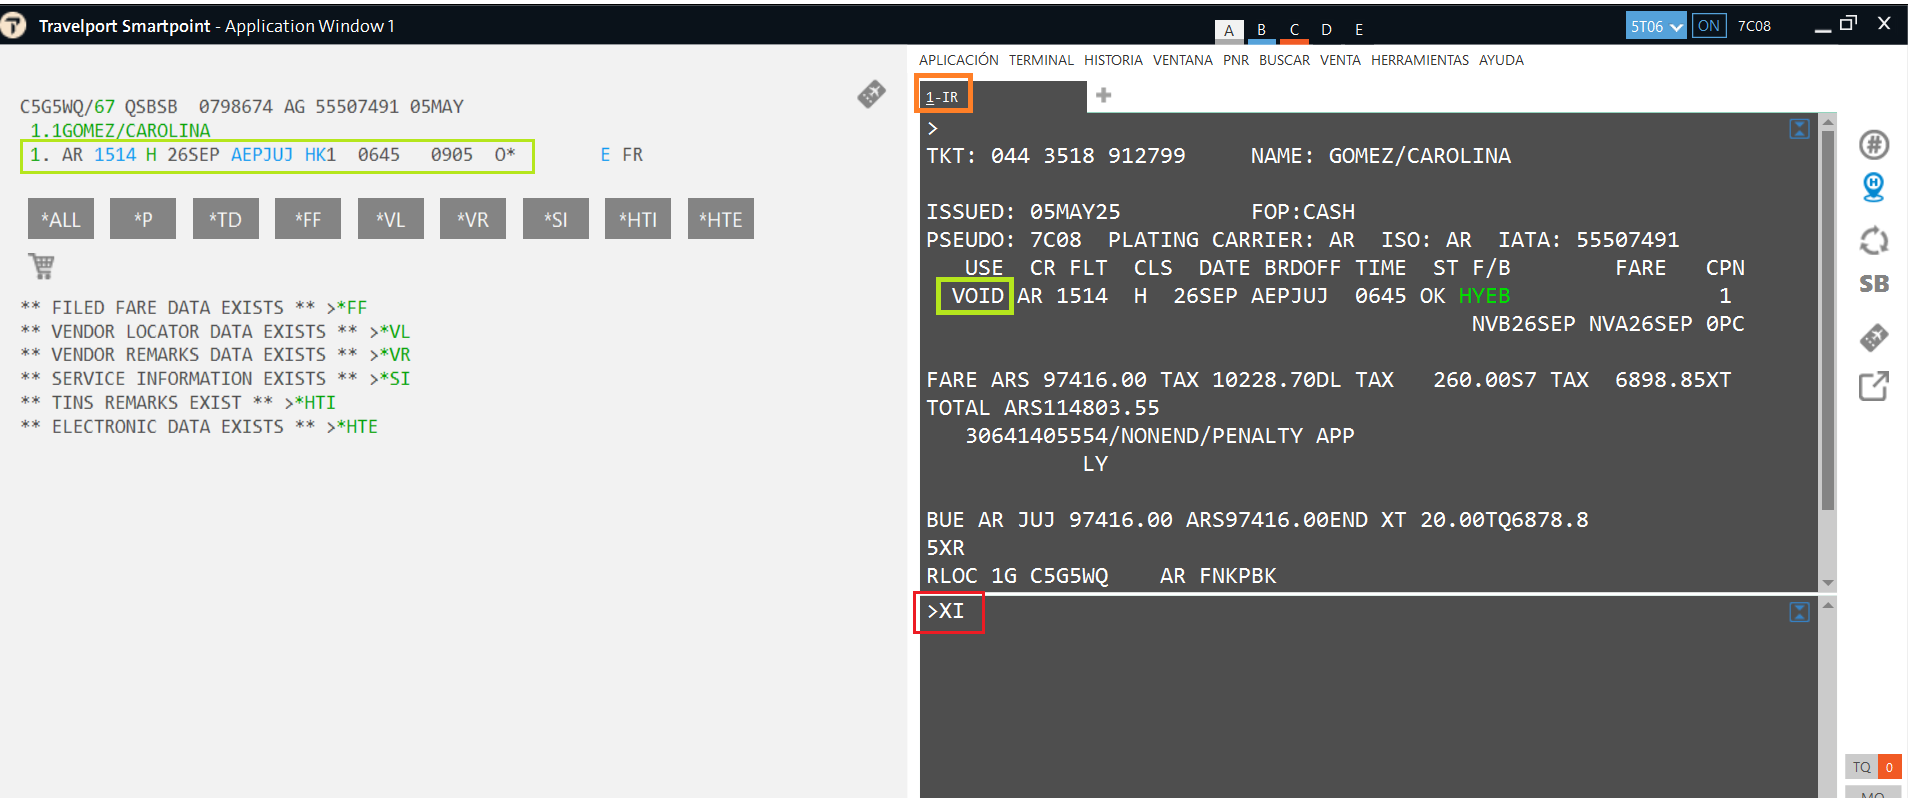 Travelport Smartpoint - Application Window 1
A B C D E
5T06 ON 7C08 X
APLICACIÓN TERMINAL HISTORIA VENTANA PNR BUSCAR VENTA HERRAMIENTAS AYUDA
C5G5WQ/67 QSBSB 0798674 AG 55507491 05MAY
1.1GOMEZ/CAROLINA
1. AR 1514 H 26SEP AEPJUJ HK1 0645 0905 O* E FR
*ALL *P *TD *FF *VL *VR *SI *HTI *HTE
** FILED FARE DATA EXISTS ** >*FF
** VENDOR LOCATOR DATA EXISTS ** >*VL
** VENDOR REMARKS DATA EXISTS ** >*VR
** SERVICE INFORMATION EXISTS ** >*SI
** TINS REMARKS EXIST ** >*HTI
** ELECTRONIC DATA EXISTS ** >*HTE
1-IR
>
TKT: 044 3518 912799 NAME: GOMEZ/CAROLINA
ISSUED: 05MAY25 FOP:CASH
PSEUDO: 7C08 PLATING CARRIER: AR ISO: AR IATA: 55507491
USE CR FLT CLS DATE BRDOFF TIME ST F/B FARE CPN
VOID AR 1514 H 26SEP AEPJUJ 0645 OK HYEB 1
NVB26SEP NVA26SEP 0PC
FARE ARS 97416.00 TAX 10228.70DL TAX 260.00S7 TAX 6898.85XT
TOTAL ARS114803.55
30641405554/NONEND/PENALTY APP
LY
BUE AR JUJ 97416.00 ARS97416.00END XT 20.00TQ6878.8
5XR
RLOC 1G C5G5WQ AR FNKPBK
>XI
#
H
SB
TQ 0
MQ